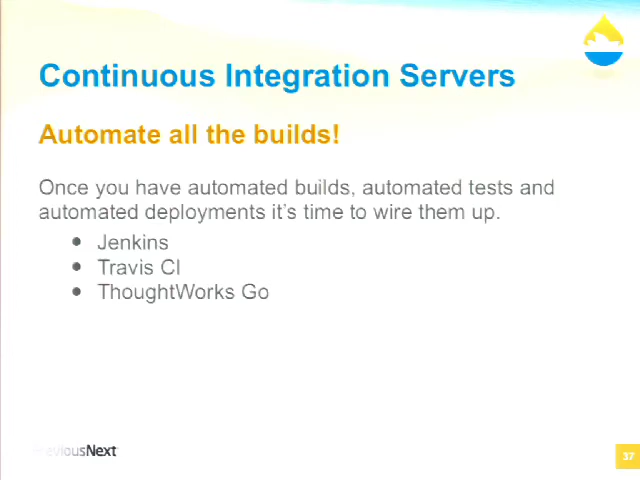 Continuous Integration Servers
Automate all the builds!
Once you have automated builds, automated tests and
automated deployments it's time to wire them up.
● Jenkins
● Travis CI
● ThoughtWorks Go
PreviousNext
37